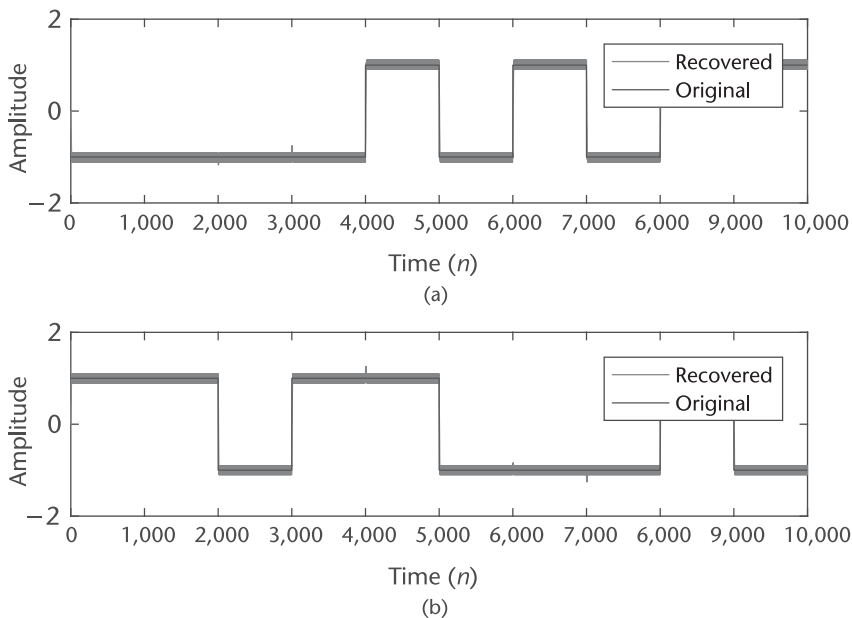 2
Recovered
Original
Amplitude
0
−2
0 1,000 2,000 3,000 4,000 5,000 6,000 7,000 6,000 9,000 10,000
Time (n)
(a)
2
Recovered
Original
Amplitude
0
−2
0 1,000 2,000 3,000 4,000 5,000 6,000 7,000 6,000 9,000 10,000
Time (n)
(b)